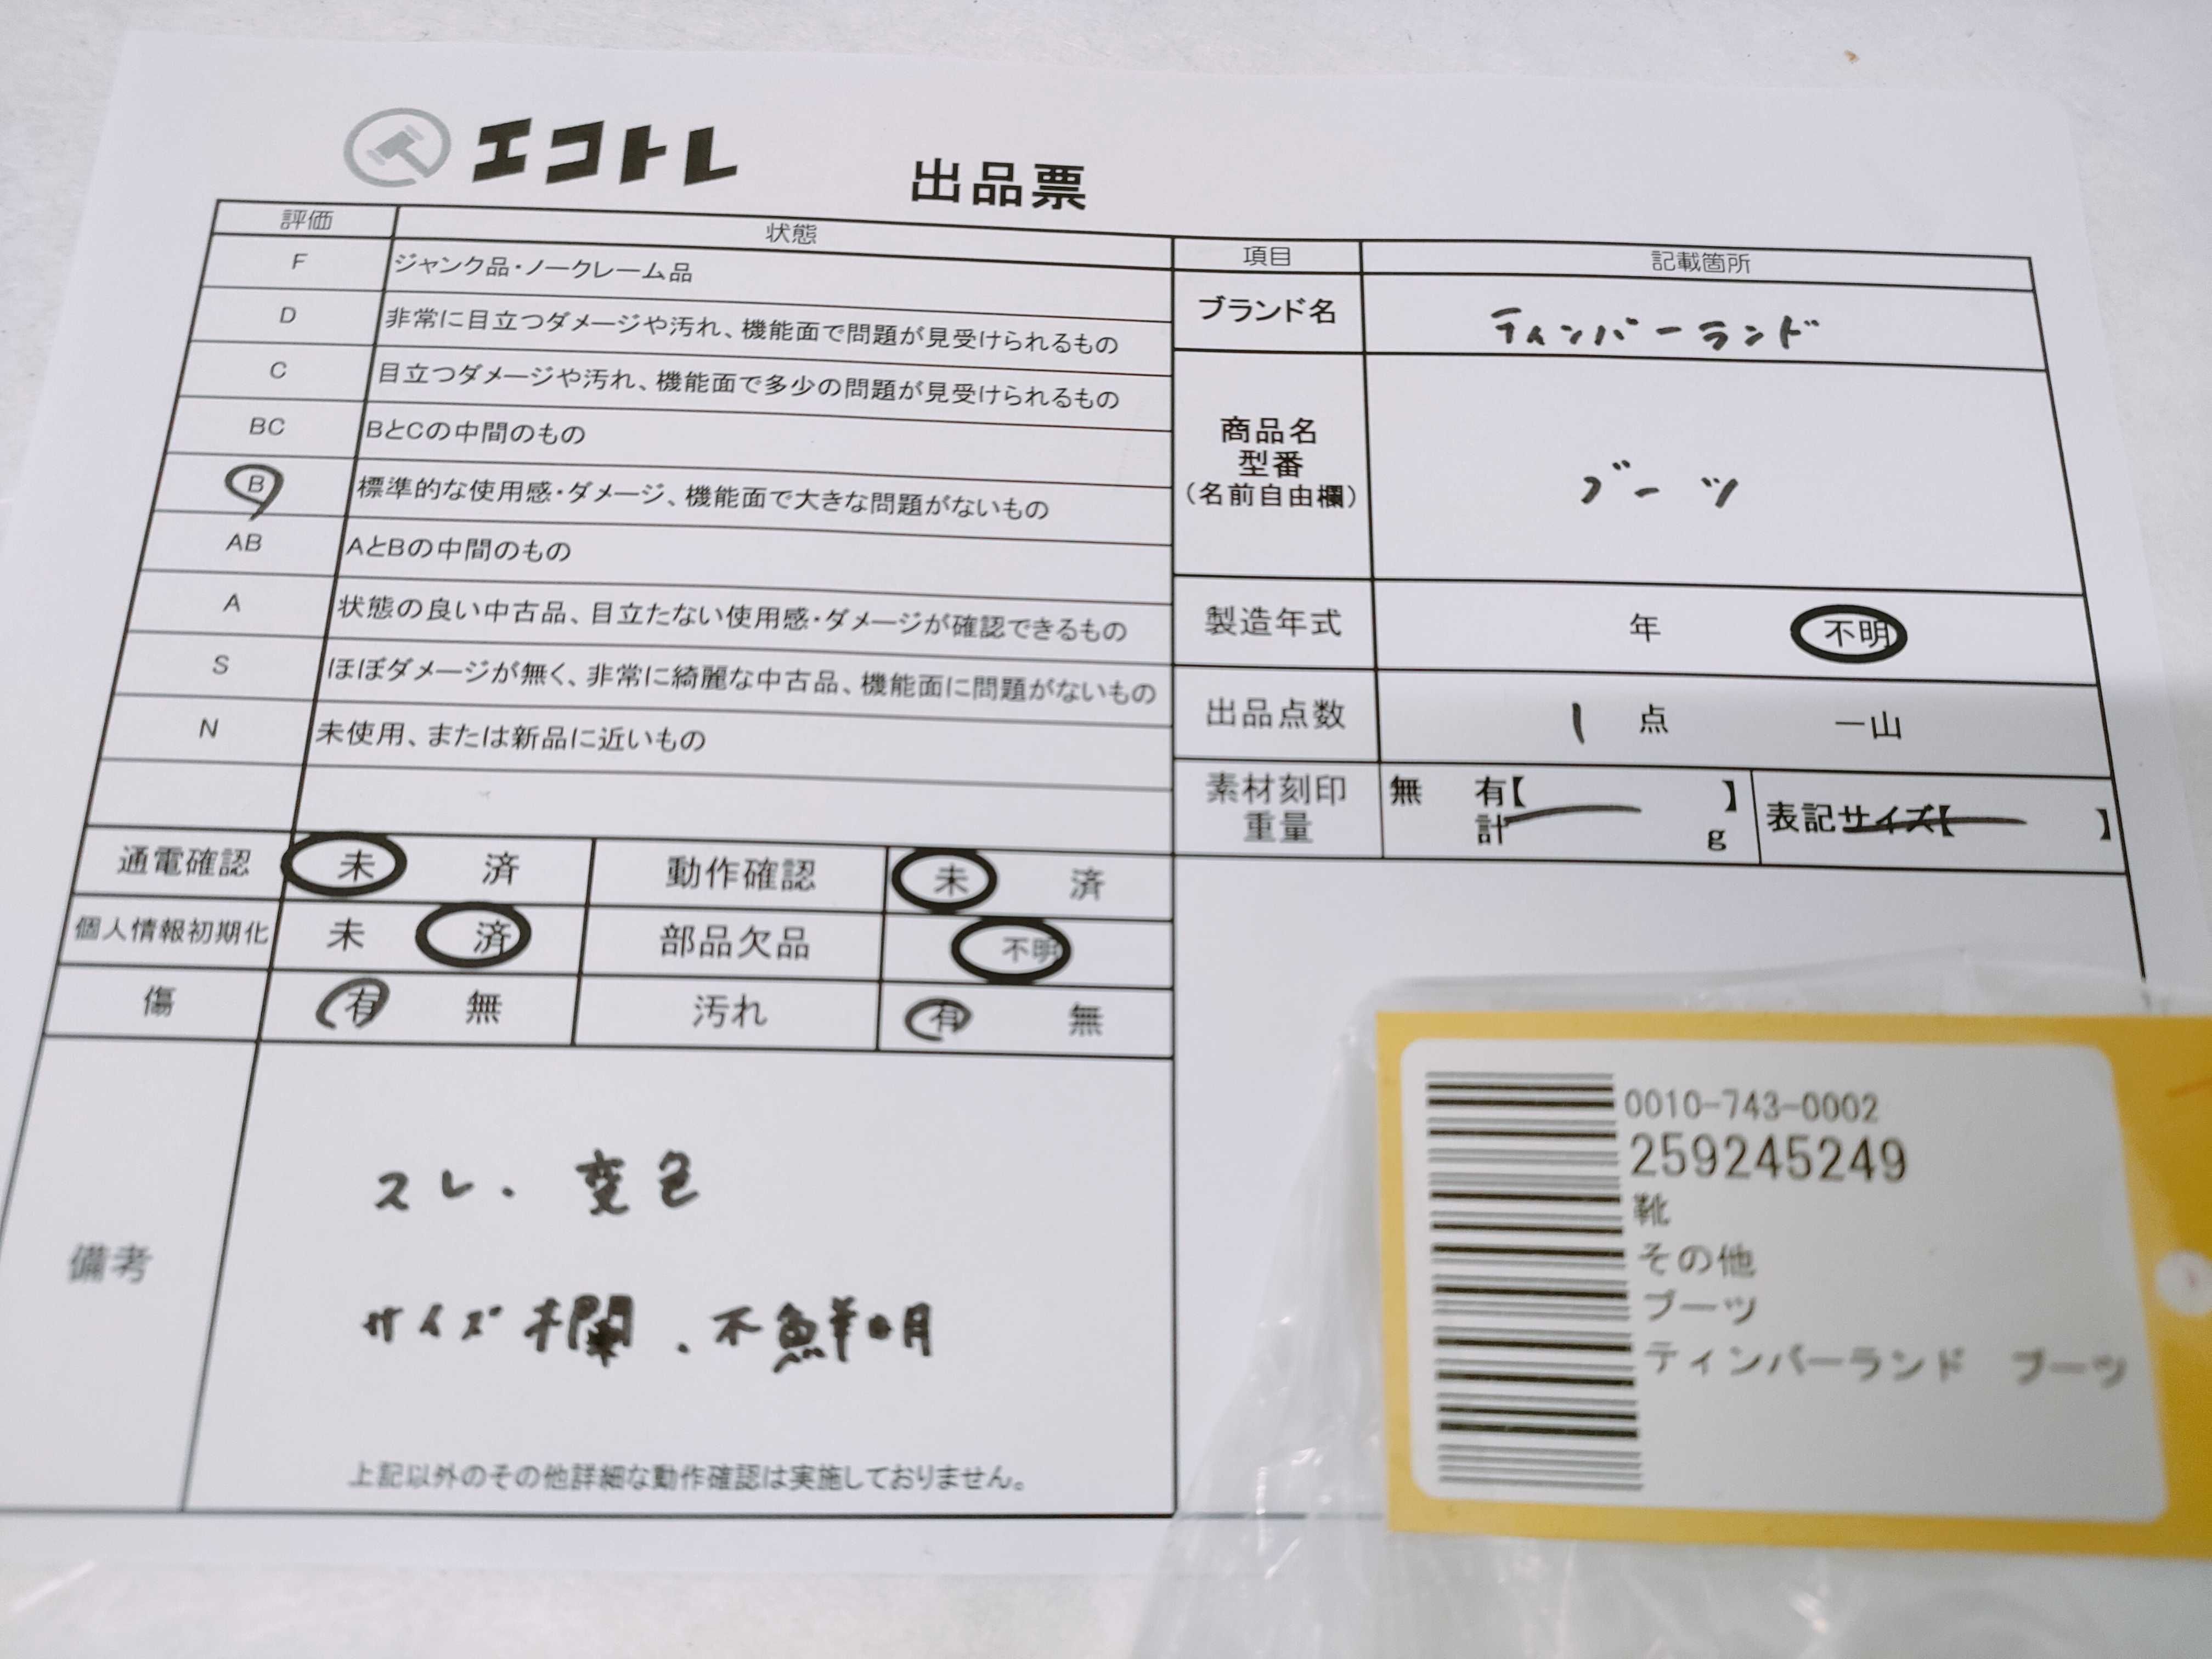 エコトレ 出品票
評価 状態
F ジャンク品・ノークレーム品
D 非常に目立つダメージや汚れ、機能面で問題が見受けられるもの
C 目立つダメージや汚れ、機能面で多少の問題が見受けられるもの
BC BとCの中間のもの
B 標準的な使用感・ダメージ、機能面で大きな問題がないもの
AB AとBの中間のもの
A 状態の良い中古品、目立たない使用感・ダメージが確認できるもの
S ほぼダメージが無く、非常に綺麗な中古品、機能面に問題がないもの
N 未使用、または新品に近いもの
通電確認 未 済 動作確認 未 済
個人情報初期化 未 済 部品欠品 不明
傷 有 無 汚れ 有 無
備考
スレ、変色
サイズ欄、不鮮明
上記以外のその他詳細な動作確認は実施しておりません。
項目 記載箇所
ブランド名 ティンバーランド
商品名
型番
(名前自由欄)
ブーツ
製造年式 年 不明
出品点数 1 点 一山
素材刻印 無 有【 】
重量 計 g
表記サイズ【 】
0010-743-0002
259245249
靴
その他
ブーツ
ティンバーランド ブーツ